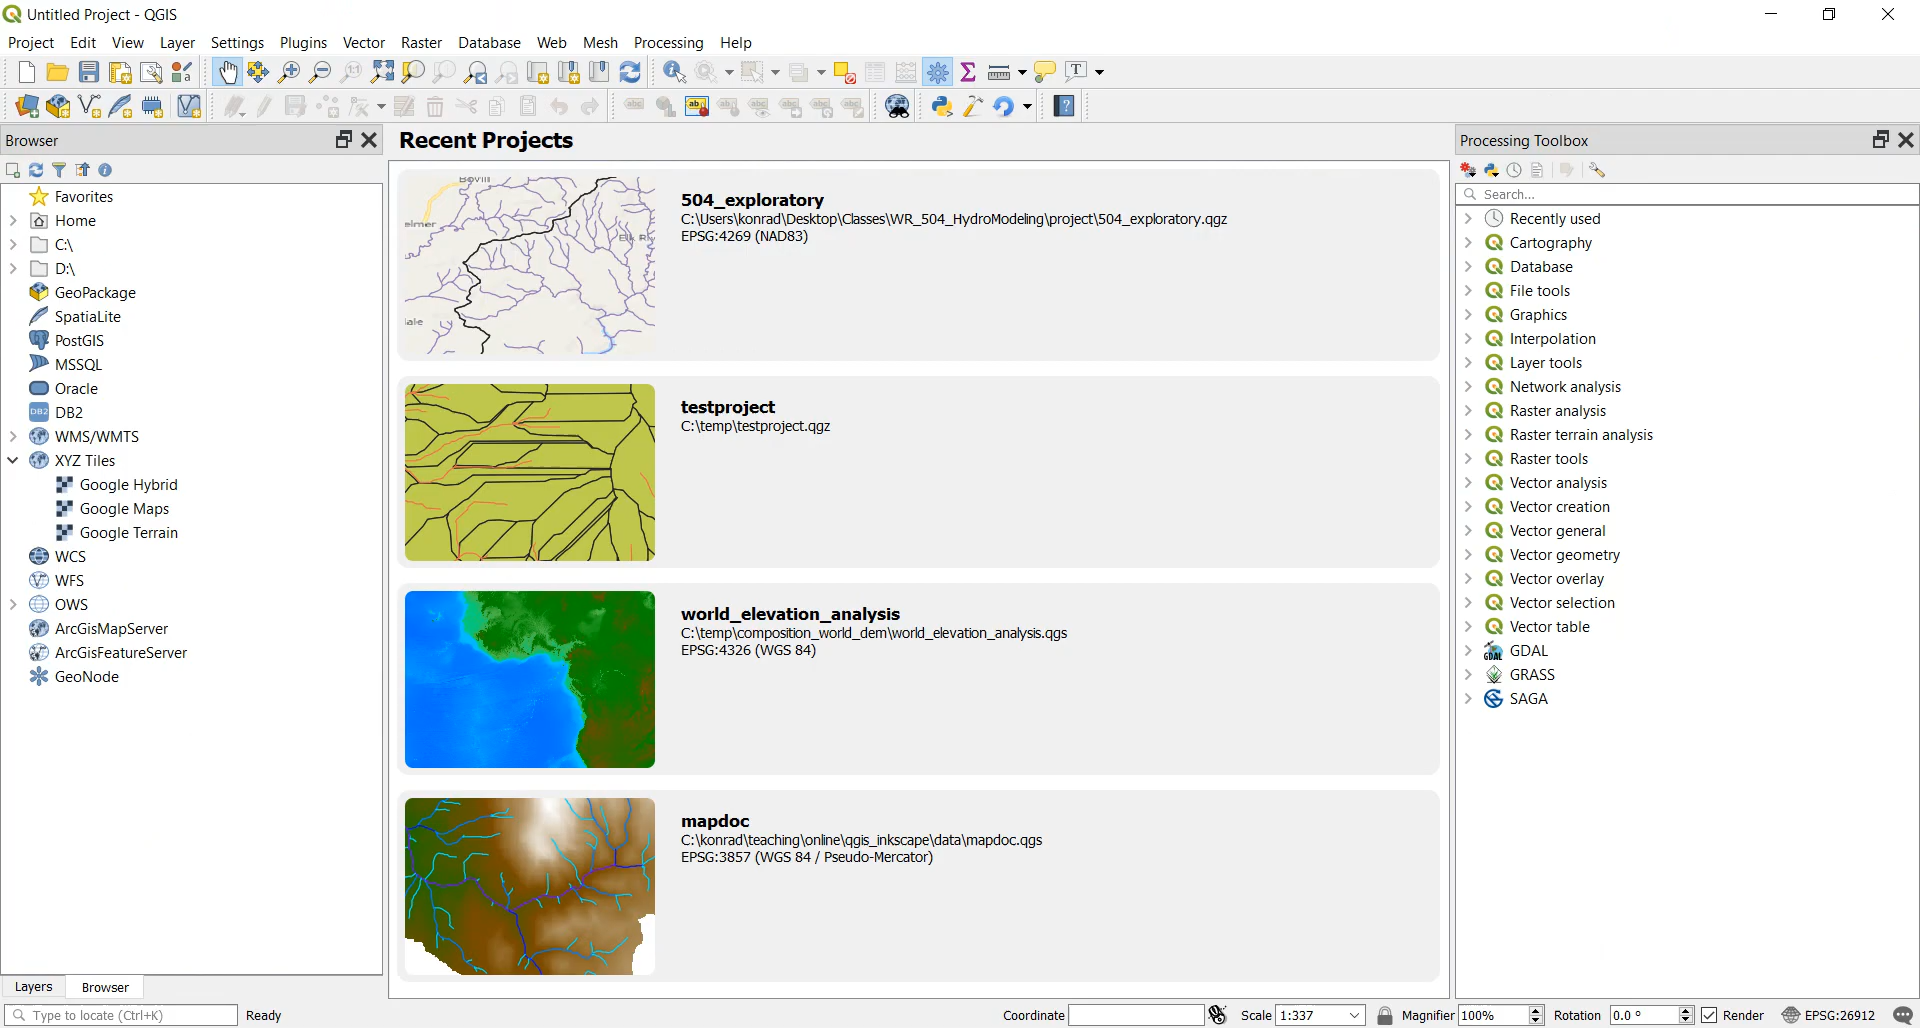 Untitled Project - QGIS
Project Edit View Layer Settings Plugins Vector Raster Database Web Mesh Processing Help
Browser
Favorites
Home
C:\
D:\
GeoPackage
SpatiaLite
PostGIS
MSSQL
Oracle
DB2 DB2
WMS/WMTS
XYZ Tiles
Google Hybrid
Google Maps
Google Terrain
WCS
WFS
OWS
ArcGisMapServer
ArcGisFeatureServer
GeoNode
Layers Browser
Recent Projects
Bovill
elmer
Elk Riv
dale
504_exploratory
C:\Users\konrad\Desktop\Classes\WR_504_HydroModeling\project\504_exploratory.qgz
EPSG:4269 (NAD83)
testproject
C:\temp\testproject.qgz
world_elevation_analysis
C:\temp\composition_world_dem\world_elevation_analysis.qgs
EPSG:4326 (WGS 84)
mapdoc
C:\konrad\teaching\online\qgis_inkscape\data\mapdoc.qgs
EPSG:3857 (WGS 84 / Pseudo-Mercator)
Processing Toolbox
Search...
Recently used
Cartography
Database
File tools
Graphics
Interpolation
Layer tools
Network analysis
Raster analysis
Raster terrain analysis
Raster tools
Vector analysis
Vector creation
Vector general
Vector geometry
Vector overlay
Vector selection
Vector table
GDAL GDAL
GRASS
SAGA
Type to locate (Ctrl+K) Ready Coordinate Scale 1:337 Magnifier 100% Rotation 0.0 ° Render EPSG:26912